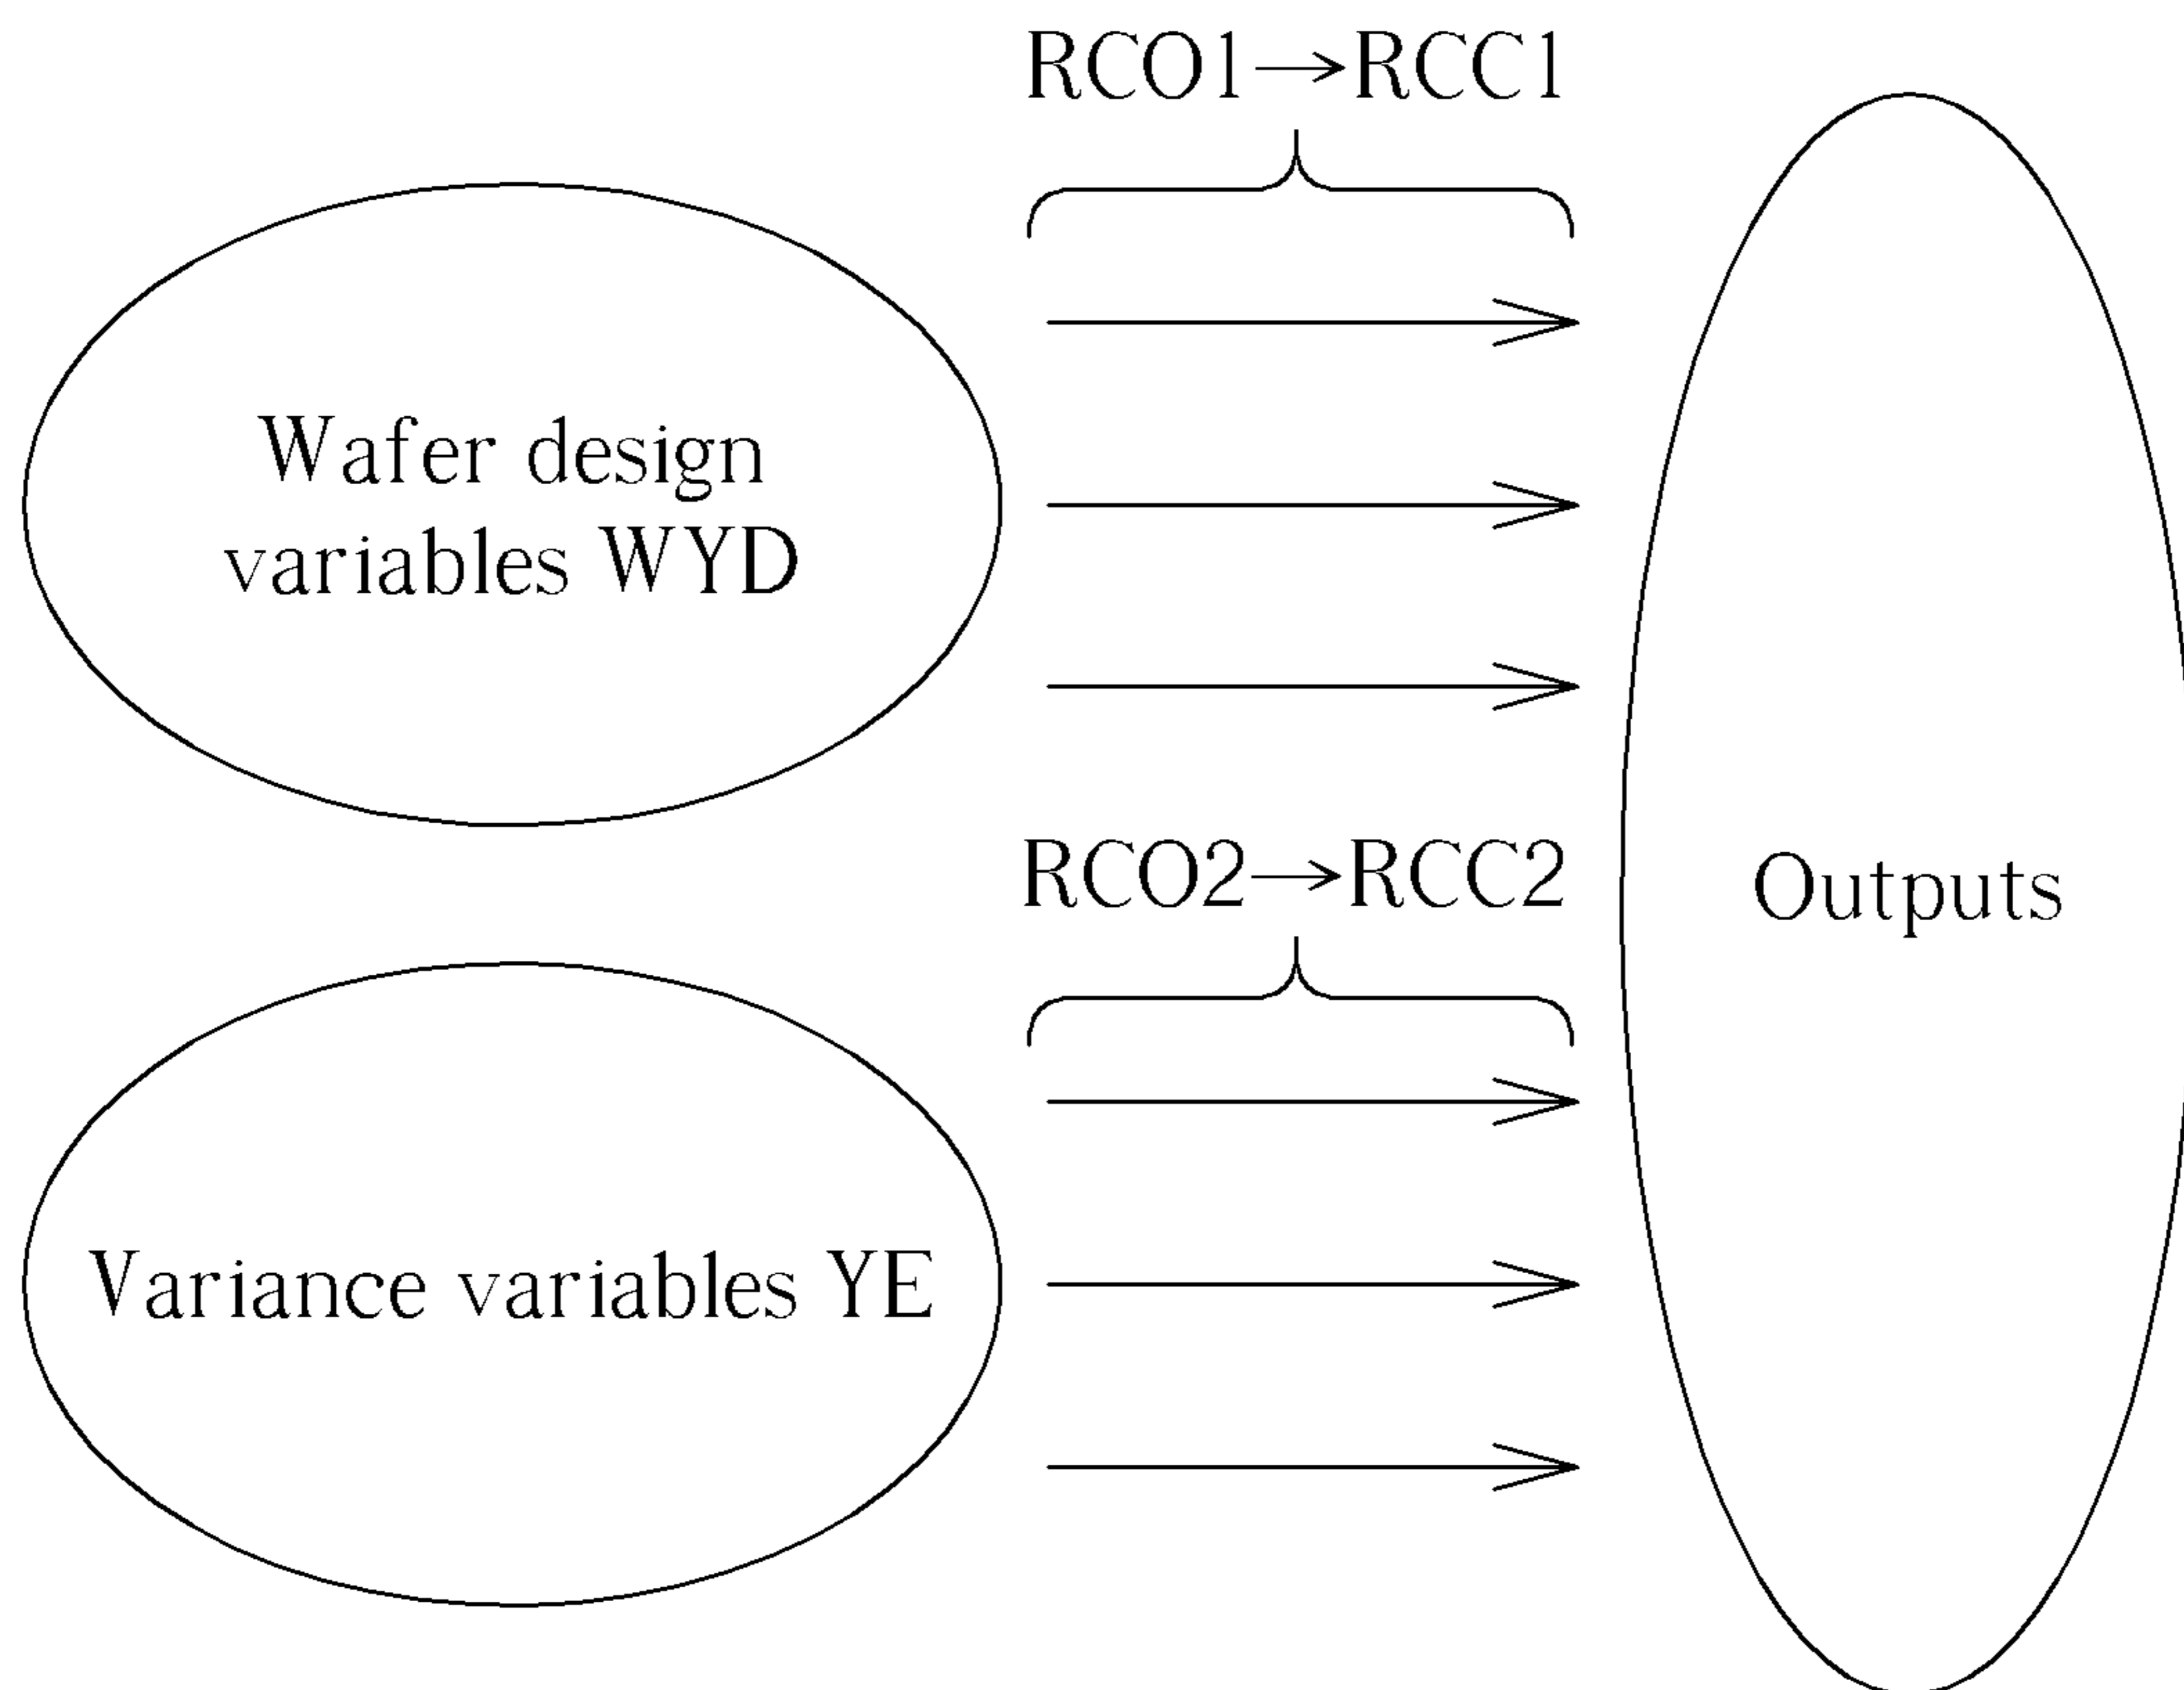 RCO1→RCC1
Wafer design
variables WYD
RCO2→RCC2
Outputs
Variance variables YE